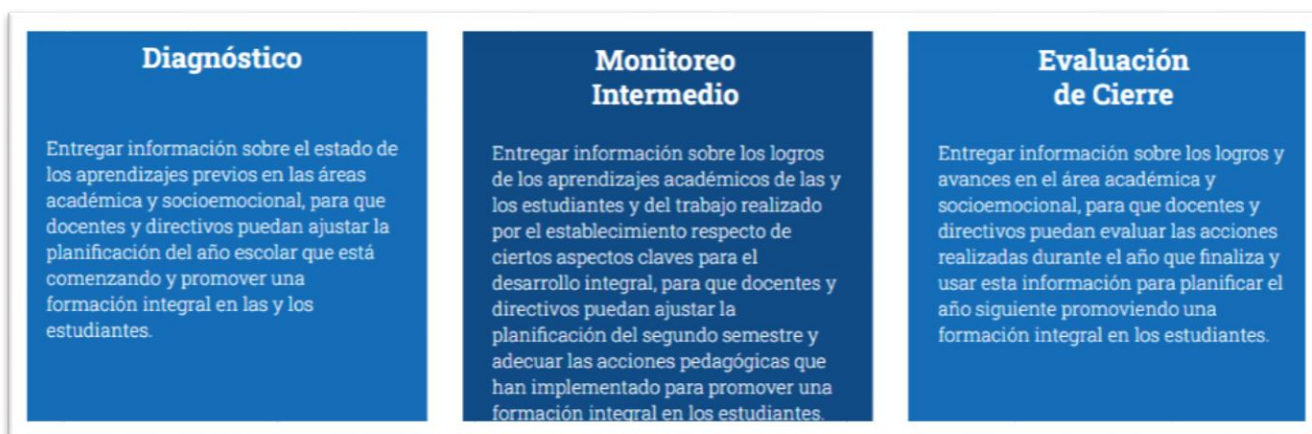 Diagnóstico
Entregar información sobre el estado de
los aprendizajes previos en las áreas
académica y socioemocional, para que
docentes y directivos puedan ajustar la
planificación del año escolar que está
comenzando y promover una
formación integral en las y los
estudiantes.
Monitoreo
Intermedio
Entregar información sobre los logros
de los aprendizajes académicos de las y
los estudiantes y del trabajo realizado
por el establecimiento respecto de
ciertos aspectos claves para el
desarrollo integral, para que docentes y
directivos puedan ajustar la
planificación del segundo semestre y
adecuar las acciones pedagógicas que
han implementado para promover una
formación integral en los estudiantes.
Evaluación
de Cierre
Entregar información sobre los logros y
avances en el área académica y
socioemocional, para que docentes y
directivos puedan evaluar las acciones
realizadas durante el año que finaliza y
usar esta información para planificar el
año siguiente promoviendo una
formación integral en los estudiantes.